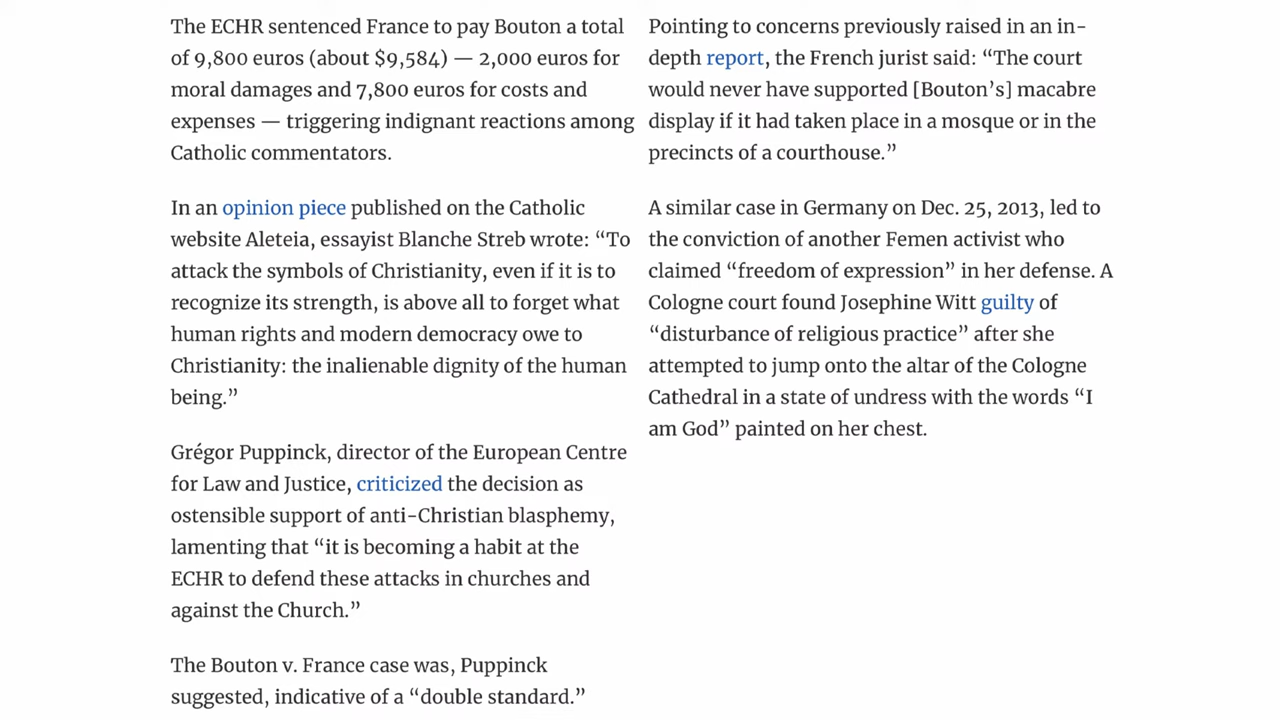 The ECHR sentenced France to pay Bouton a total
of 9,800 euros (about $9,584) — 2,000 euros for
moral damages and 7,800 euros for costs and
expenses — triggering indignant reactions among
Catholic commentators.
In an opinion piece published on the Catholic
website Aleteia, essayist Blanche Streb wrote: “To
attack the symbols of Christianity, even if it is to
recognize its strength, is above all to forget what
human rights and modern democracy owe to
Christianity: the inalienable dignity of the human
being.”
Grégor Puppinck, director of the European Centre
for Law and Justice, criticized the decision as
ostensible support of anti-Christian blasphemy,
lamenting that “it is becoming a habit at the
ECHR to defend these attacks in churches and
against the Church.”
The Bouton v. France case was, Puppinck
suggested, indicative of a “double standard.”
Pointing to concerns previously raised in an in-
depth report, the French jurist said: “The court
would never have supported [Bouton’s] macabre
display if it had taken place in a mosque or in the
precincts of a courthouse.”
A similar case in Germany on Dec. 25, 2013, led to
the conviction of another Femen activist who
claimed “freedom of expression” in her defense. A
Cologne court found Josephine Witt guilty of
“disturbance of religious practice” after she
attempted to jump onto the altar of the Cologne
Cathedral in a state of undress with the words “I
am God” painted on her chest.